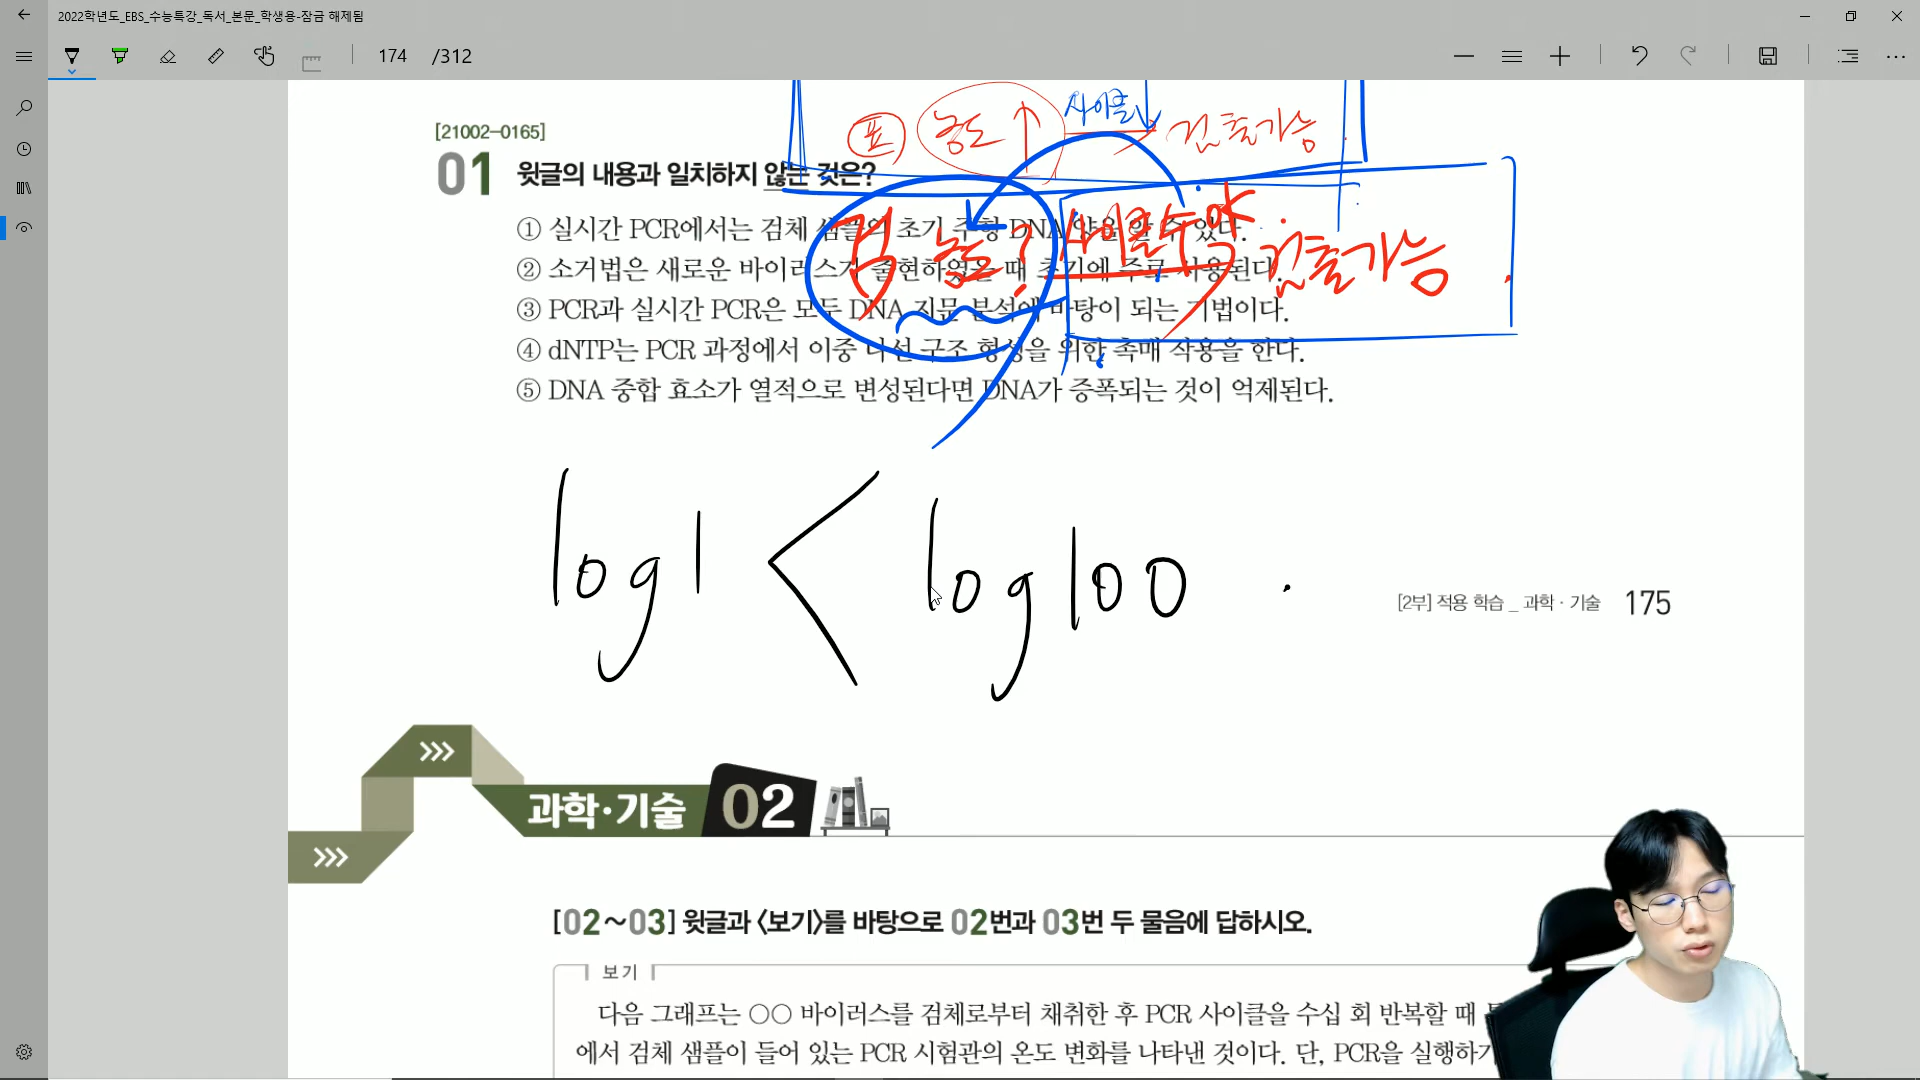 2022학년도_EBS_수능특강_독서_본문_학생용-잠금 해제됨
174 /312
표 농도 사이클 검출가능
[21002-0165]
01 윗글의 내용과 일치하지 않는 것은?
① 실시간 PCR에서는 검체 샘플의 초기 주형 DNA 양을 알 수 있다.
② 소거법은 새로운 바이러스가 출현하였을 때 초기에 주로 사용된다.
③ PCR과 실시간 PCR은 모두 DNA 지문 분석에 바탕이 되는 기법이다.
④ dNTP는 PCR 과정에서 이중 나선 구조 형성을 위한 촉매 작용을 한다.
⑤ DNA 중합 효소가 열적으로 변성된다면 DNA가 증폭되는 것이 억제된다.
농도? 사이클수 검출가능
log1 < log100
[2부] 적용 학습 _ 과학·기술 175
과학·기술 02
[02~03] 윗글과 〈보기〉를 바탕으로 02번과 03번 두 물음에 답하시오.
보기
다음 그래프는 ○○ 바이러스를 검체로부터 채취한 후 PCR 사이클을 수십 회 반복할 때
에서 검체 샘플이 들어 있는 PCR 시험관의 온도 변화를 나타낸 것이다. 단, PCR을 실행하기